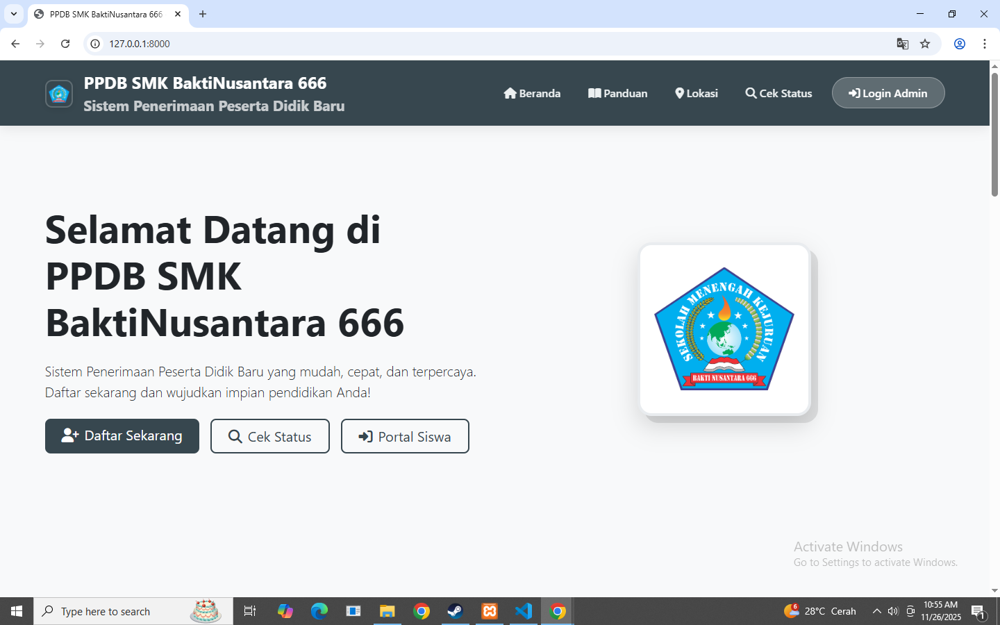 PPDB SMK BaktiNusantara 666
127.0.0.1:8000
PPDB SMK BaktiNusantara 666
Sistem Penerimaan Peserta Didik Baru
Beranda
Panduan
Lokasi
Cek Status
Login Admin
Selamat Datang di
PPDB SMK
BaktiNusantara 666
Sistem Penerimaan Peserta Didik Baru yang mudah, cepat, dan terpercaya.
Daftar sekarang dan wujudkan impian pendidikan Anda!
Daftar Sekarang
Cek Status
Portal Siswa
SEKOLAH MENENGAH KEJURUAN
BAKTI NUSANTARA 666
Activate Windows
Go to Settings to activate Windows.
Type here to search
6
28°C Cerah
10:55 AM
11/26/2025
1